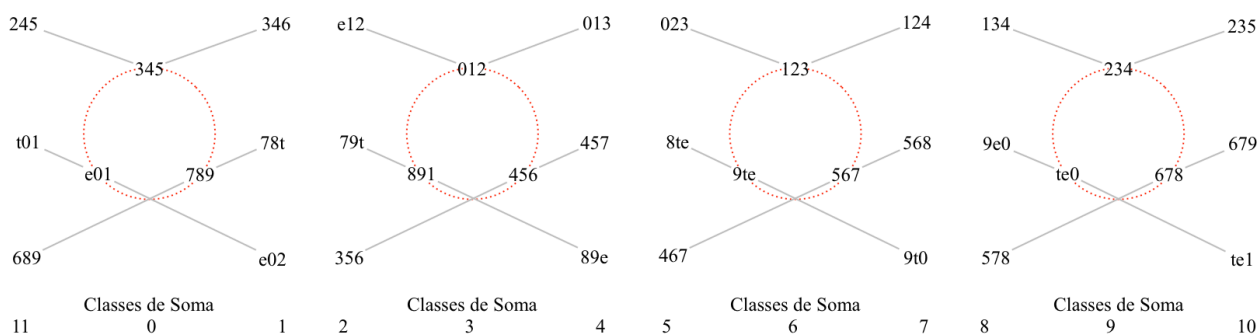 245 346 e12 013 023 124 134 235
345 012 123 234
t01 78t 79t 457 8te 568 9e0 679
e01 789 891 456 9te 567 te0 678
689 e02 356 89e 467 9t0 578 te1
Classes de Soma Classes de Soma Classes de Soma Classes de Soma
11 0 1 2 3 4 5 6 7 8 9 10